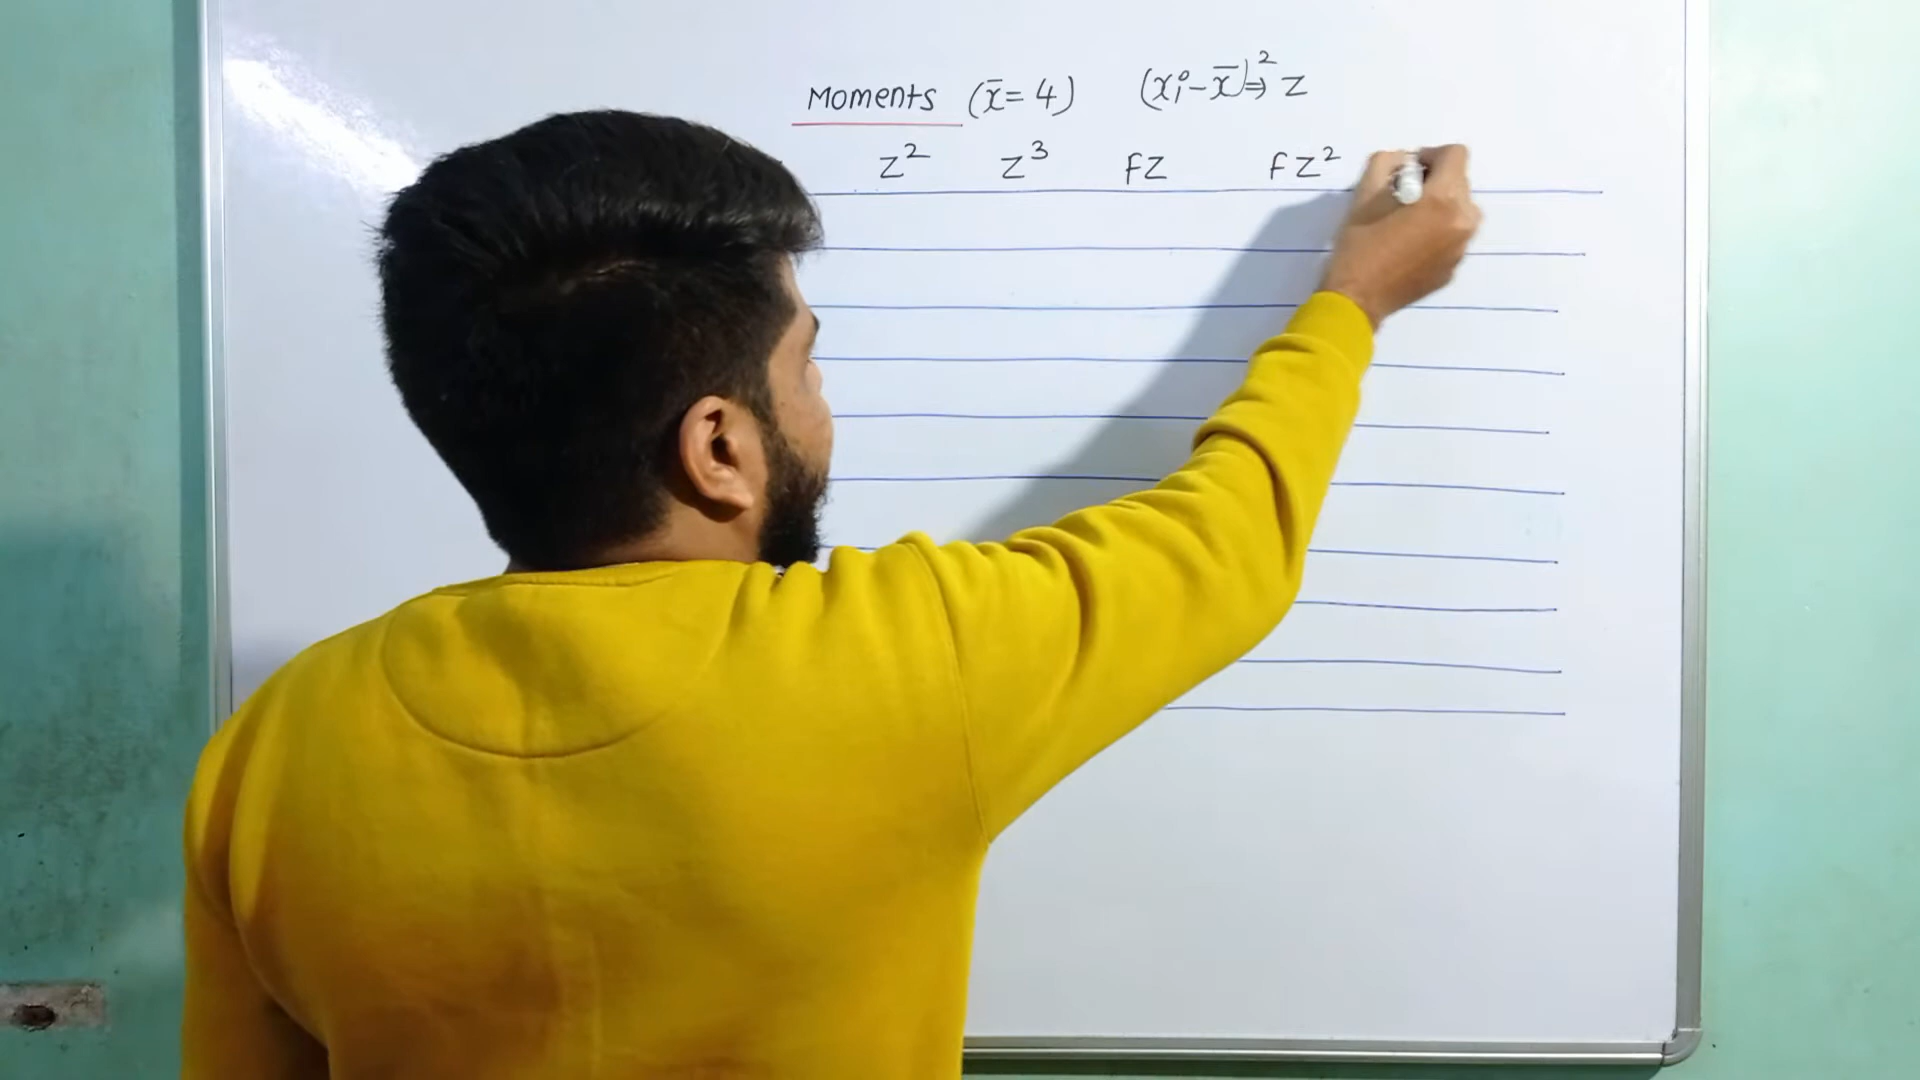 Moments (x̄ = 4) (xi - x̄)² ⇒ Z
Z² Z³ FZ FZ²